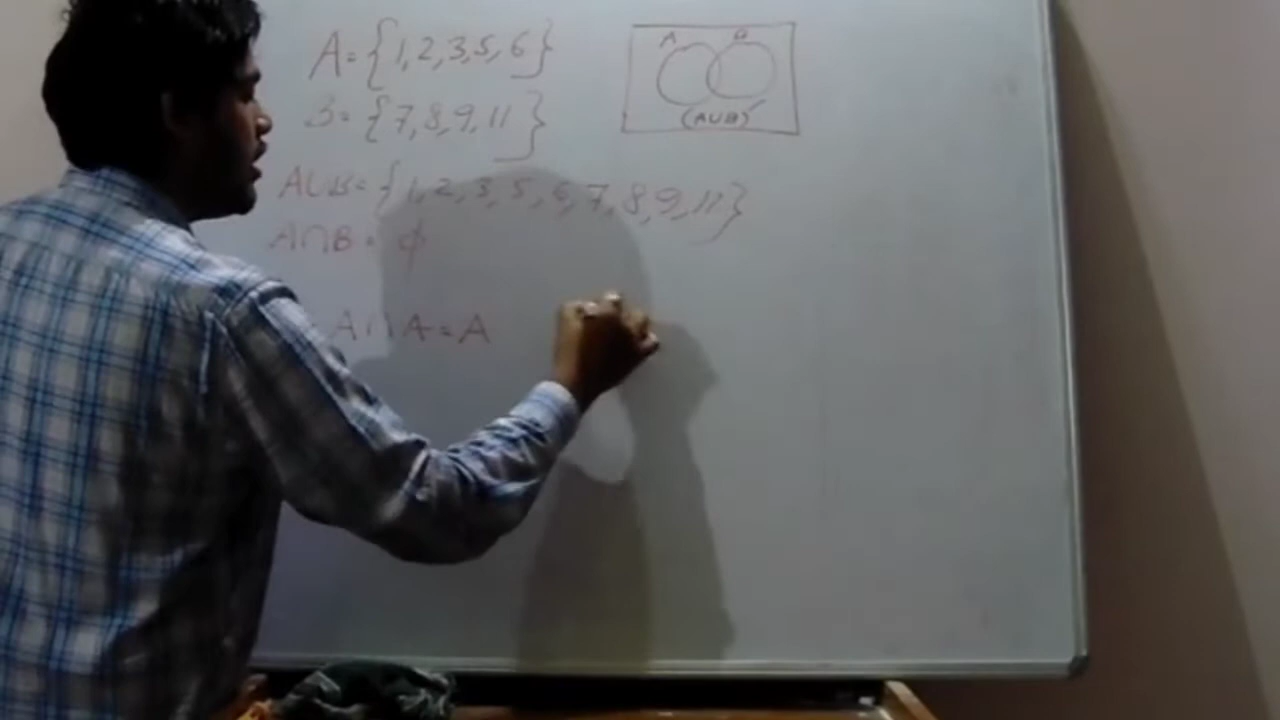 A={1,2,3,5,6}
B={7,8,9,11}
A∪B={1,2,3,5,6,7,8,9,11}
A∩B=ϕ
A∩A=A
A B
(A∪B)′